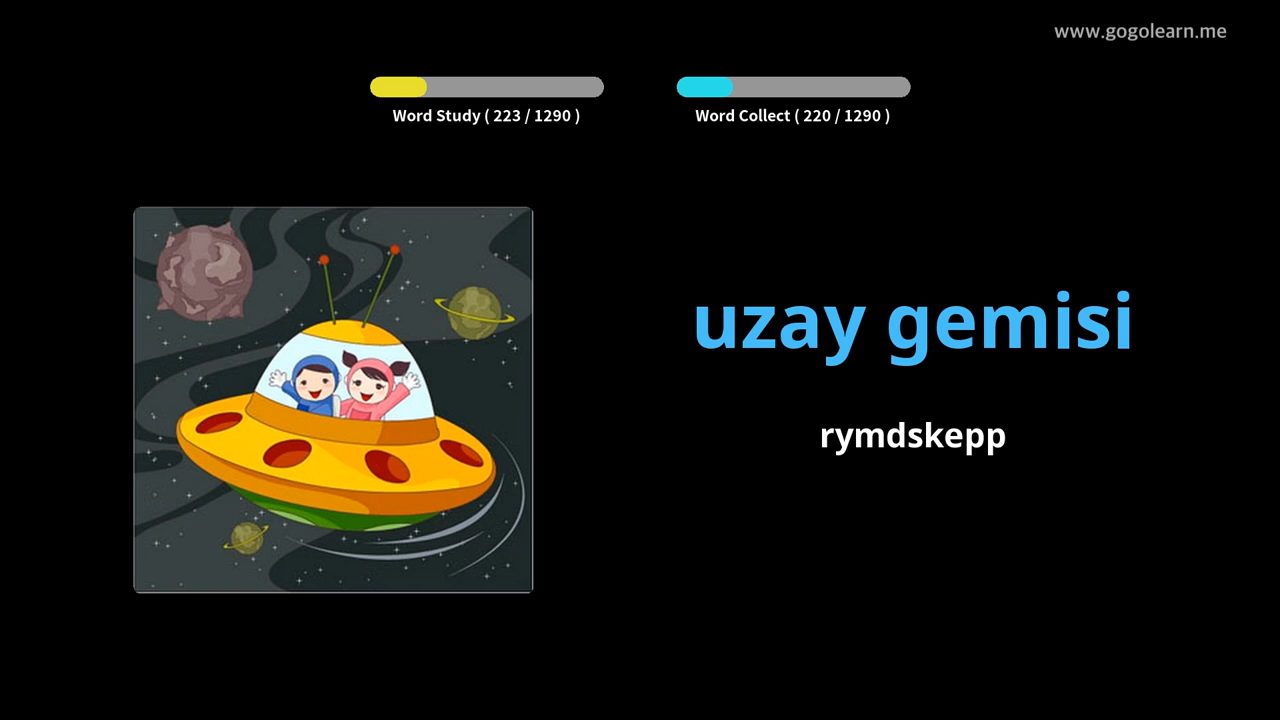 www.gogolearn.me
Word Study ( 223 / 1290 )
Word Collect ( 220 / 1290 )
uzay gemisi
rymdskepp